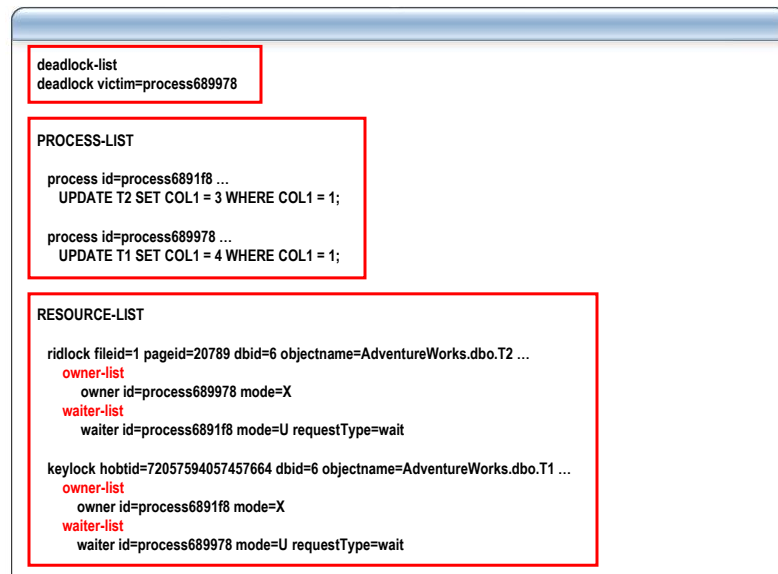 deadlock-list
deadlock victim=process689978
PROCESS-LIST
process id=process6891f8 …
UPDATE T2 SET COL1 = 3 WHERE COL1 = 1;
process id=process689978 …
UPDATE T1 SET COL1 = 4 WHERE COL1 = 1;
RESOURCE-LIST
ridlock fileid=1 pageid=20789 dbid=6 objectname=AdventureWorks.dbo.T2 …
owner-list
owner id=process689978 mode=X
waiter-list
waiter id=process6891f8 mode=U requestType=wait
keylock hobtid=72057594057457664 dbid=6 objectname=AdventureWorks.dbo.T1 …
owner-list
owner id=process6891f8 mode=X
waiter-list
waiter id=process689978 mode=U requestType=wait